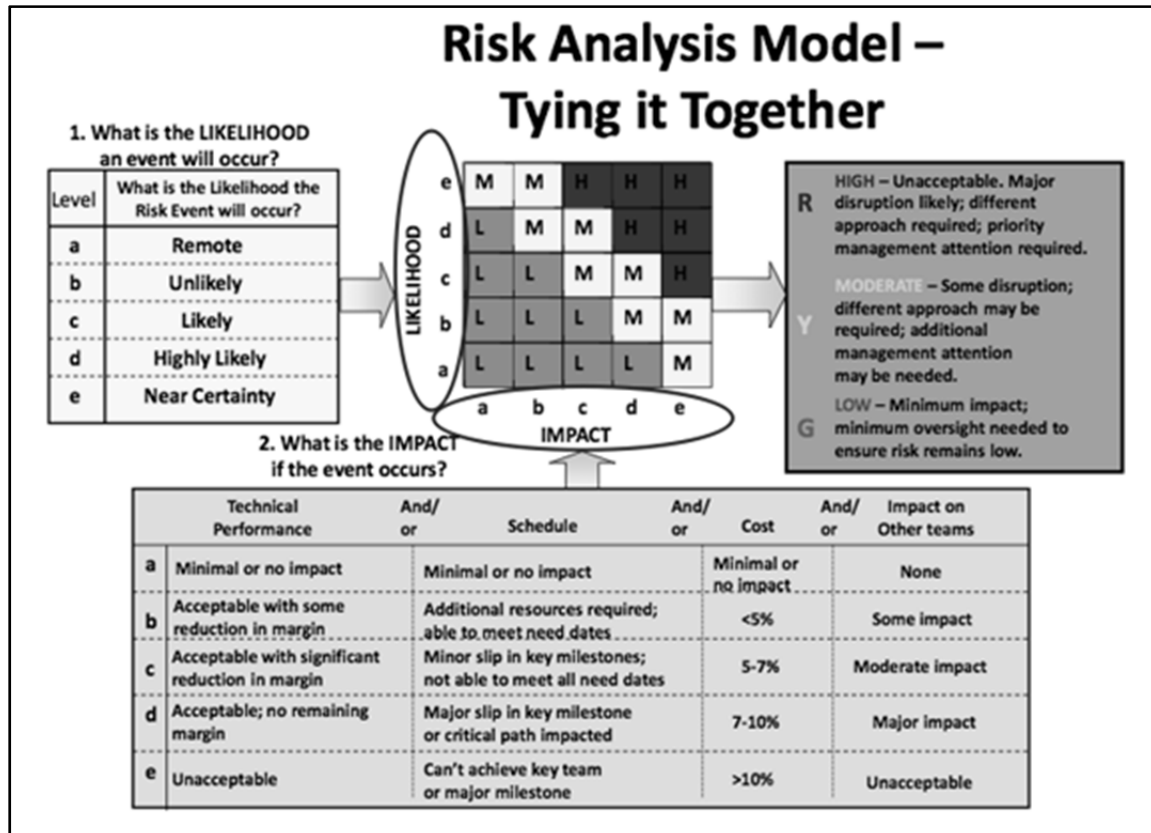 Risk Analysis Model –
Tying it Together
1. What is the LIKELIHOOD
an event will occur?
Level
What is the Likelihood the
Risk Event will occur?
a Remote
b Unlikely
c Likely
d Highly Likely
e Near Certainty
LIKELIHOOD
e M M H H H
d L M M H H
c L L M M H
b L L L M M
a L L L L M
a b c d e
IMPACT
R HIGH – Unacceptable. Major
disruption likely; different
approach required; priority
management attention required.
Y MODERATE – Some disruption;
different approach may be
required; additional
management attention
may be needed.
G LOW – Minimum impact;
minimum oversight needed to
ensure risk remains low.
2. What is the IMPACT
if the event occurs?
Technical And/ And/ And/ Impact on
Performance or Schedule or Cost or Other teams
a Minimal or no impact Minimal or no impact Minimal or
no impact None
b Acceptable with some
reduction in margin Additional resources required;
able to meet need dates <5% Some impact
c Acceptable with significant
reduction in margin Minor slip in key milestones;
not able to meet all need dates 5-7% Moderate impact
d Acceptable; no remaining
margin Major slip in key milestone
or critical path impacted 7-10% Major impact
e Unacceptable Can't achieve key team
or major milestone >10% Unacceptable